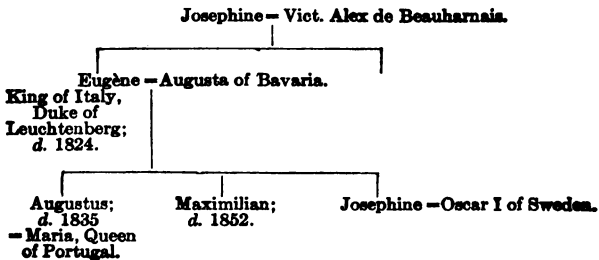 Josephine = Vict. Alex de Beauharnais.
Eugène = Augusta of Bavaria.
King of Italy,
Duke of
Leuchtenberg;
d. 1824.
Augustus;
d. 1835
= Maria, Queen
of Portugal.
Maximilian;
d. 1852.
Josephine = Oscar I of Sweden.